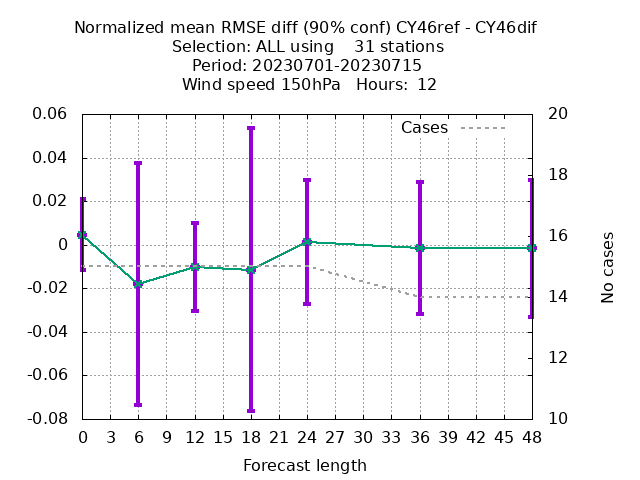 Normalized mean RMSE diff (90% conf) CY46ref - CY46dif
Selection: ALL using    31 stations
Period: 20230701-20230715
Wind speed 150hPa   Hours:  12
Cases
0.06
0.04
0.02
0
-0.02
-0.04
-0.06
-0.08
20
18
16
14
12
10
No cases
0 3 6 9 12 15 18 21 24 27 30 33 36 39 42 45 48
Forecast length